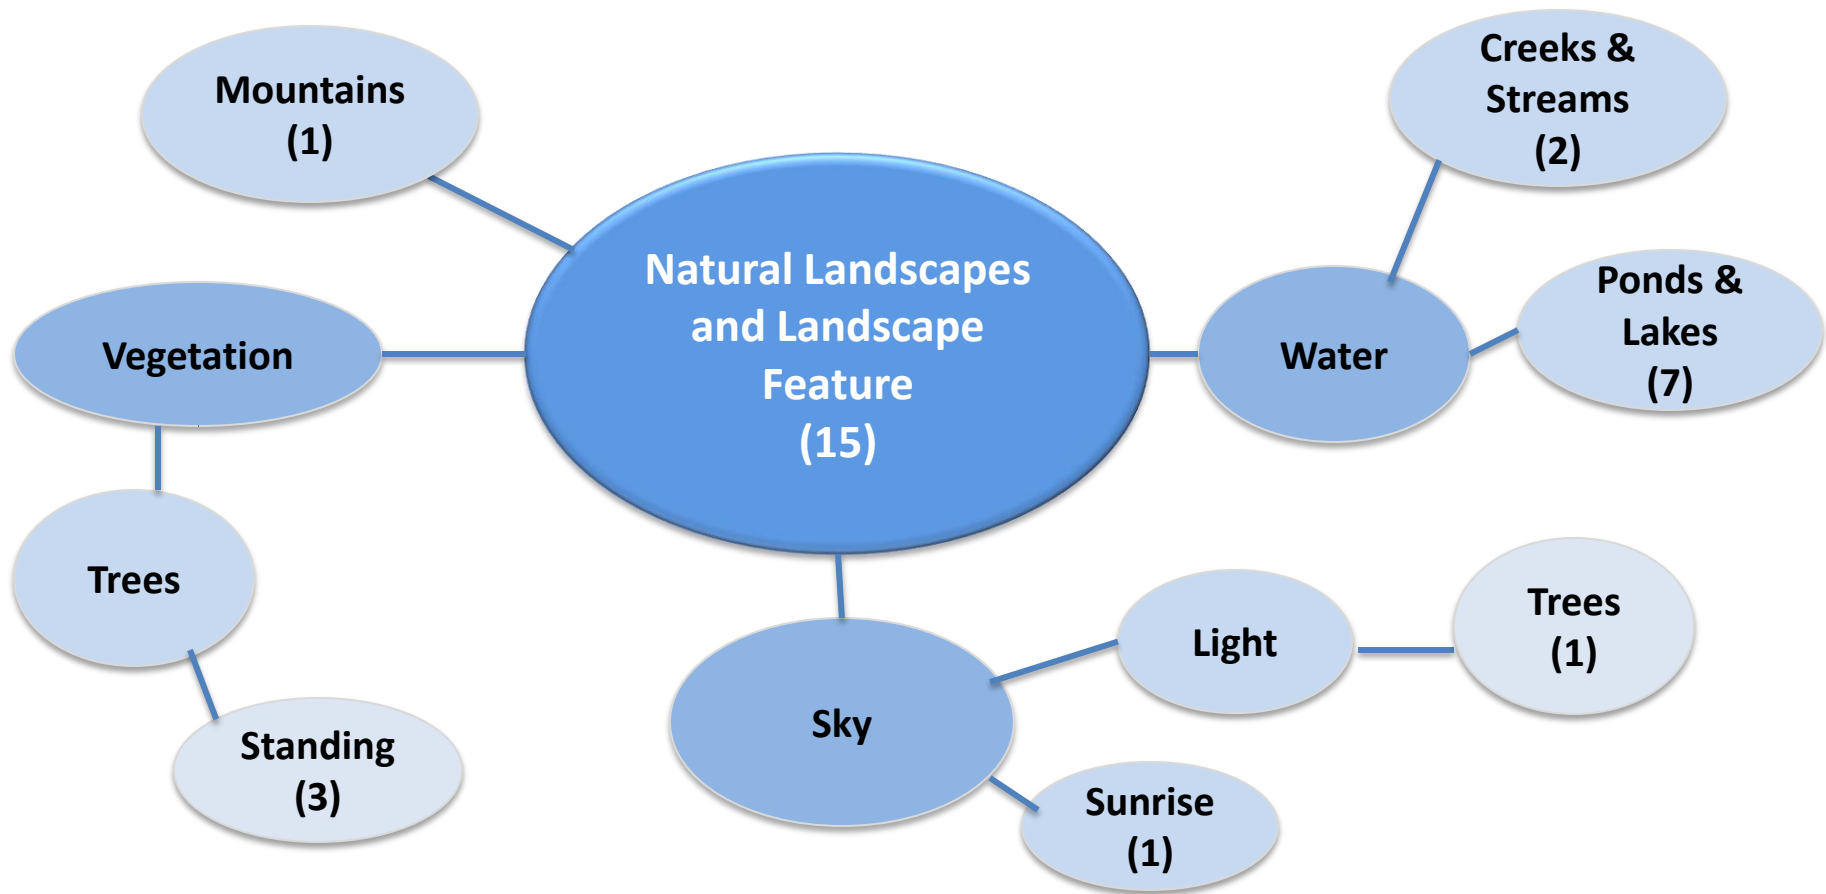 Mountains
(1)
Creeks &
Streams
(2)
Natural Landscapes
and Landscape
Feature
(15)
Vegetation
Water
Ponds &
Lakes
(7)
Trees
Standing
(3)
Sky
Light
Trees
(1)
Sunrise
(1)